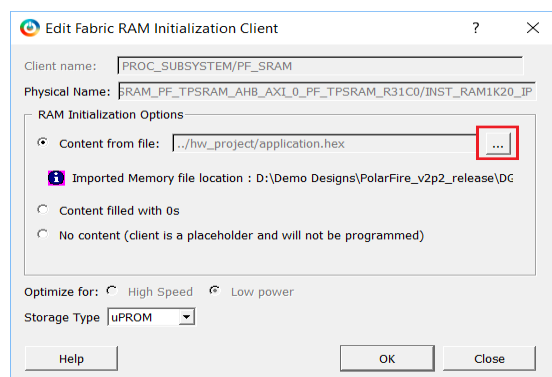 Edit Fabric RAM Initialization Client
Client name: PROC_SUBSYSTEM/PF_SRAM
Physical Name: SRAM_PF_TPSRAM_AHB_AXI_0_PF_TPSRAM_R31C0/INST_RAM1K20_IP
RAM Initialization Options
Content from file: ../hw_project/application.hex ...
Imported Memory file location : D:\Demo Designs\PolarFire_v2p2_release\DG
Content filled with 0s
No content (client is a placeholder and will not be programmed)
Optimize for: High Speed Low power
Storage Type uPROM
Help OK Close